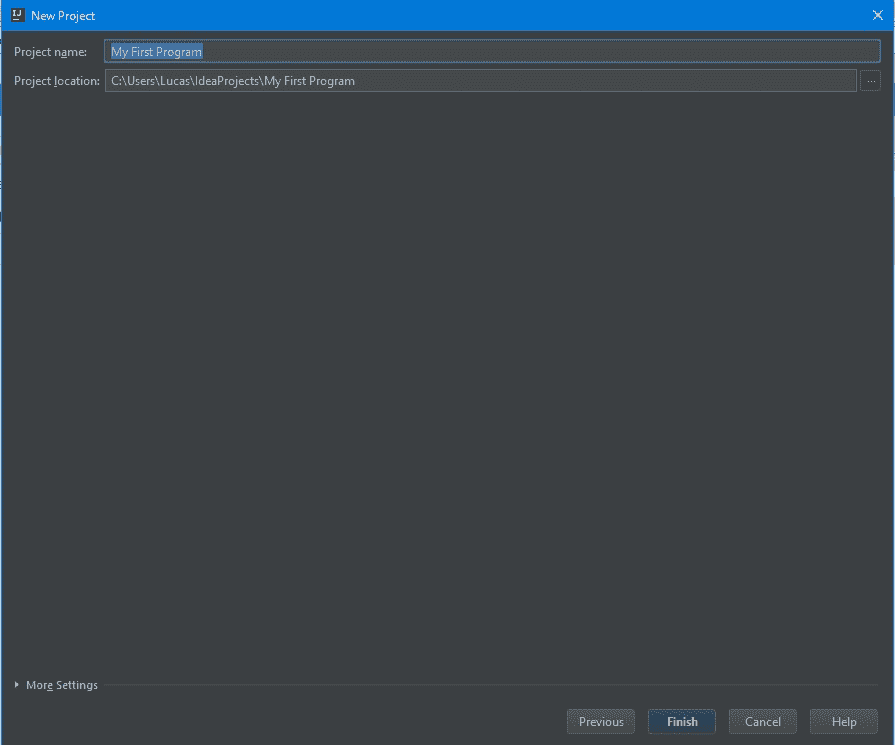 IJ New Project
Project name: My First Program
Project location: C:\Users\Lucas\IdeaProjects\My First Program ...
More Settings
Previous Finish Cancel Help